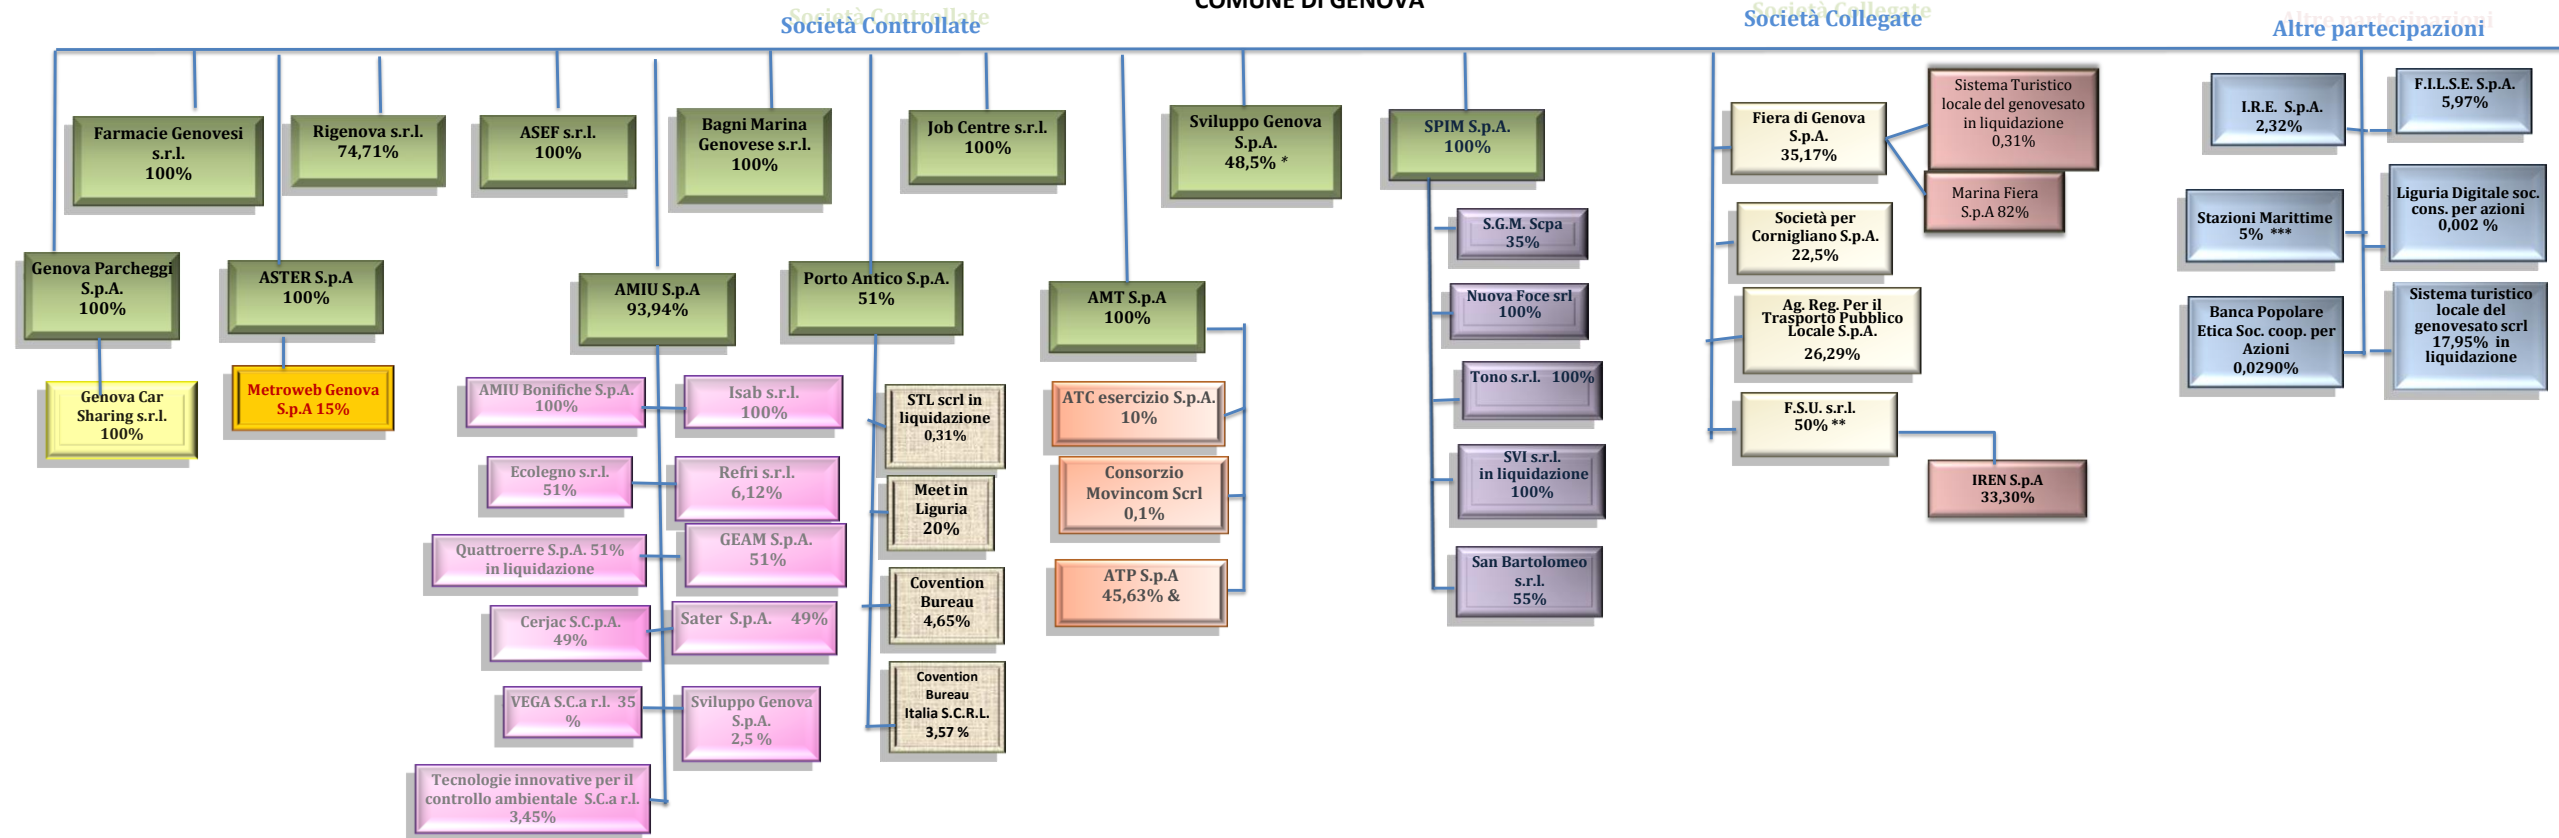 COMUNE DI GENOVA
Società Controllate
Società Collegate
Altre partecipazioni
Farmacie Genovesi
s.r.l.
100%
Rigenova s.r.l.
74,71%
ASEF s.r.l.
100%
Bagni Marina
Genovese s.r.l.
100%
Job Centre s.r.l.
100%
Sviluppo Genova
S.p.A.
48,5% *
SPIM S.p.A.
100%
Genova Parcheggi
S.p.A.
100%
Genova Car
Sharing s.r.l.
100%
ASTER S.p.A
100%
Metroweb Genova
S.p.A 15%
AMIU S.p.A
93,94%
AMIU Bonifiche S.p.A.
100%
Isab s.r.l.
100%
Ecolegno s.r.l.
51%
Refri s.r.l.
6,12%
Quattroerre S.p.A. 51%
in liquidazione
GEAM S.p.A.
51%
Cerjac S.C.p.A.
49%
Sater S.p.A. 49%
VEGA S.C.a r.l. 35
%
Sviluppo Genova
S.p.A.
2,5 %
Tecnologie innovative per il
controllo ambientale S.C.a r.l.
3,45%
Porto Antico S.p.A.
51%
STL scrl in
liquidazione
0,31%
Meet in
Liguria
20%
Covention
Bureau
4,65%
Covention
Bureau
Italia S.C.R.L.
3,57 %
AMT S.p.A
100%
ATC esercizio S.p.A.
10%
Consorzio
Movincom Scrl
0,1%
ATP S.p.A
45,63% &
S.G.M. Scpa
35%
Nuova Foce srl
100%
Tono s.r.l. 100%
SVI s.r.l.
in liquidazione
100%
San Bartolomeo
s.r.l.
55%
Fiera di Genova
S.p.A.
35,17%
Sistema Turistico
locale del genovesato
in liquidazione
0,31%
Marina Fiera
S.p.A 82%
Società per
Cornigliano S.p.A.
22,5%
Ag. Reg. Per il
Trasporto Pubblico
Locale S.p.A.
26,29%
F.S.U. s.r.l.
50% **
IREN S.p.A
33,30%
I.R.E. S.p.A.
2,32%
F.I.L.S.E. S.p.A.
5,97%
Stazioni Marittime
5% ***
Liguria Digitale soc.
cons. per azioni
0,002 %
Banca Popolare
Etica Soc. coop. per
Azioni
0,0290%
Sistema turistico
locale del
genovesato scrl
17,95% in
liquidazione